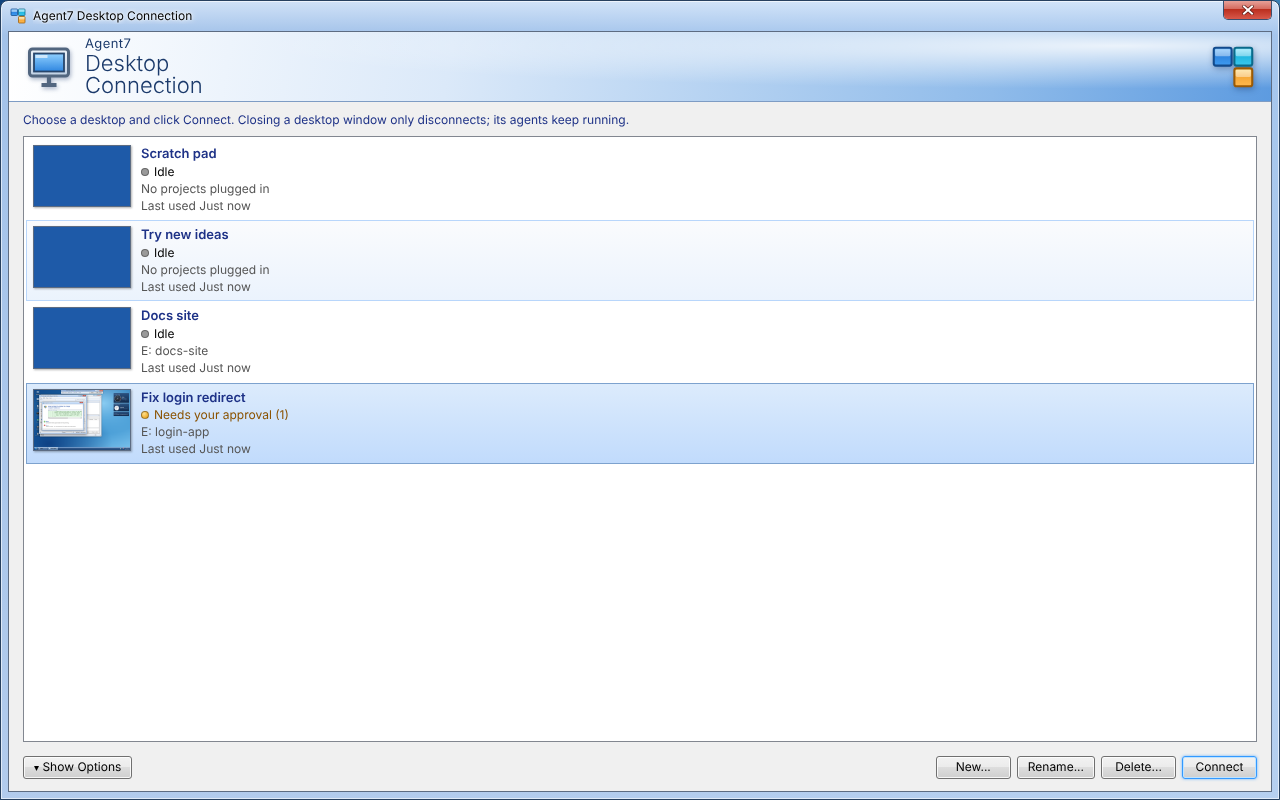 Agent7 Desktop Connection
Agent7
Desktop
Connection
Choose a desktop and click Connect. Closing a desktop window only disconnects; its agents keep running.
Scratch pad
Idle
No projects plugged in
Last used Just now
Try new ideas
Idle
No projects plugged in
Last used Just now
Docs site
Idle
E: docs-site
Last used Just now
Fix login redirect
Needs your approval (1)
E: login-app
Last used Just now
Show Options
New...
Rename...
Delete...
Connect